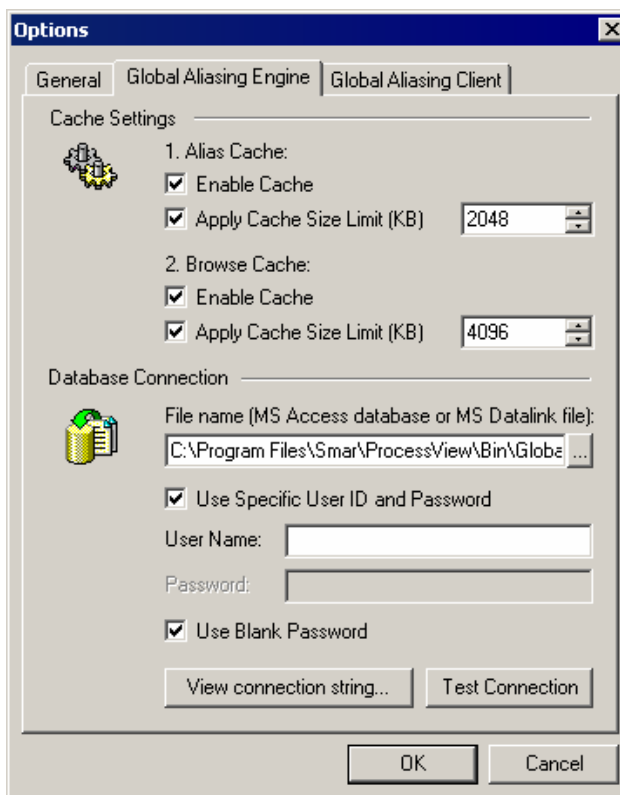 Options
General
Global Aliasing Engine
Global Aliasing Client
Cache Settings
1. Alias Cache:
Enable Cache
Apply Cache Size Limit (KB)
2048
2. Browse Cache:
Enable Cache
Apply Cache Size Limit (KB)
4096
Database Connection
File name (MS Access database or MS Datalink file):
C:\Program Files\Smar\ProcessView\Bin\Globa
...
Use Specific User ID and Password
User Name:
Password:
Use Blank Password
View connection string...
Test Connection
OK
Cancel